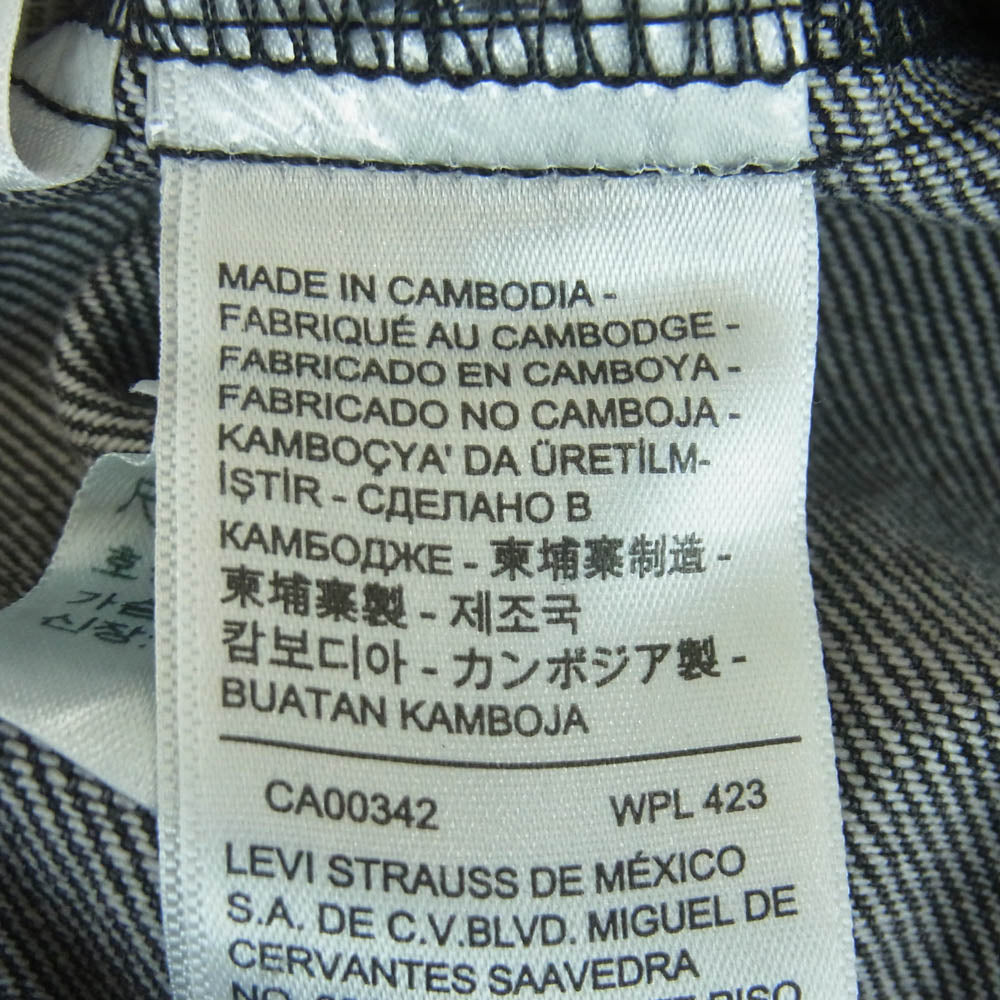 MADE IN CAMBODIA -
FABRIQUÉ AU CAMBODGE -
FABRICADO EN CAMBOYA -
FABRICADO NO CAMBOJA -
KAMBOÇYA' DA ÜRETİLM-
İŞTİR - СДЕЛАНО В
КАМБОДЖЕ - 柬埔寨制造 -
柬埔寨製 - 제조국
캄보디아 - カンボジア製 -
BUATAN KAMBOJA
CA00342 WPL 423
LEVI STRAUSS DE MÉXICO
S.A. DE C.V.BLVD. MIGUEL DE
CERVANTES SAAVEDRA
신장